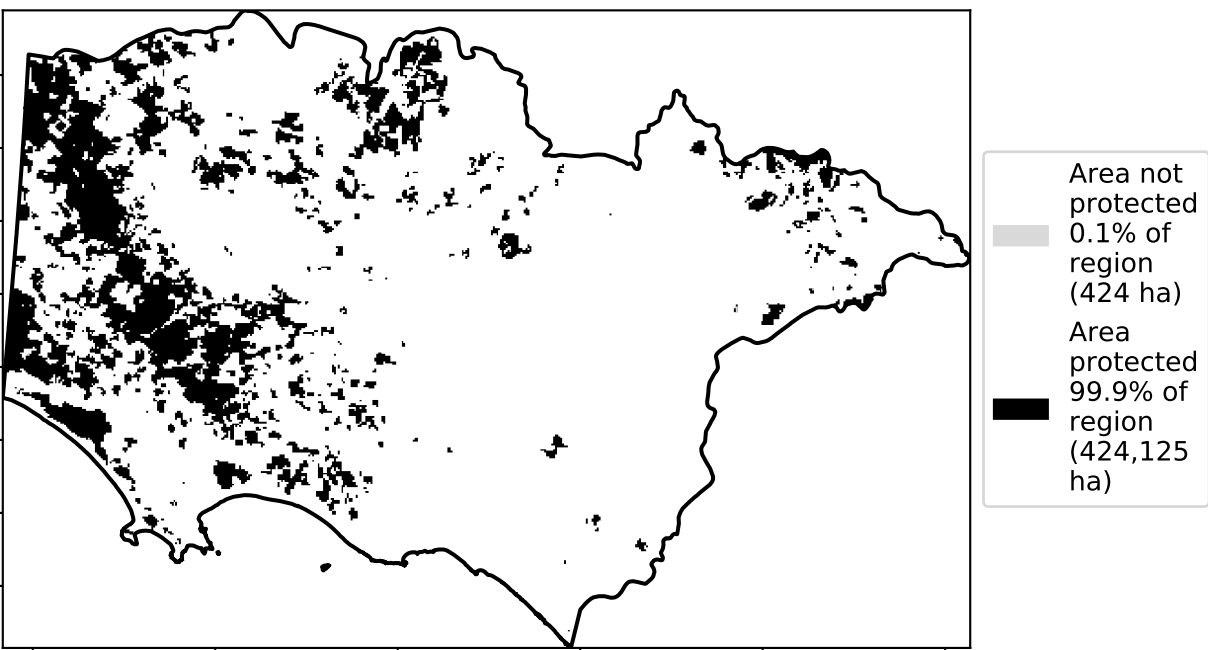 Area not
protected
0.1% of
region
(424 ha)
Area
protected
99.9% of
region
(424,125
ha)